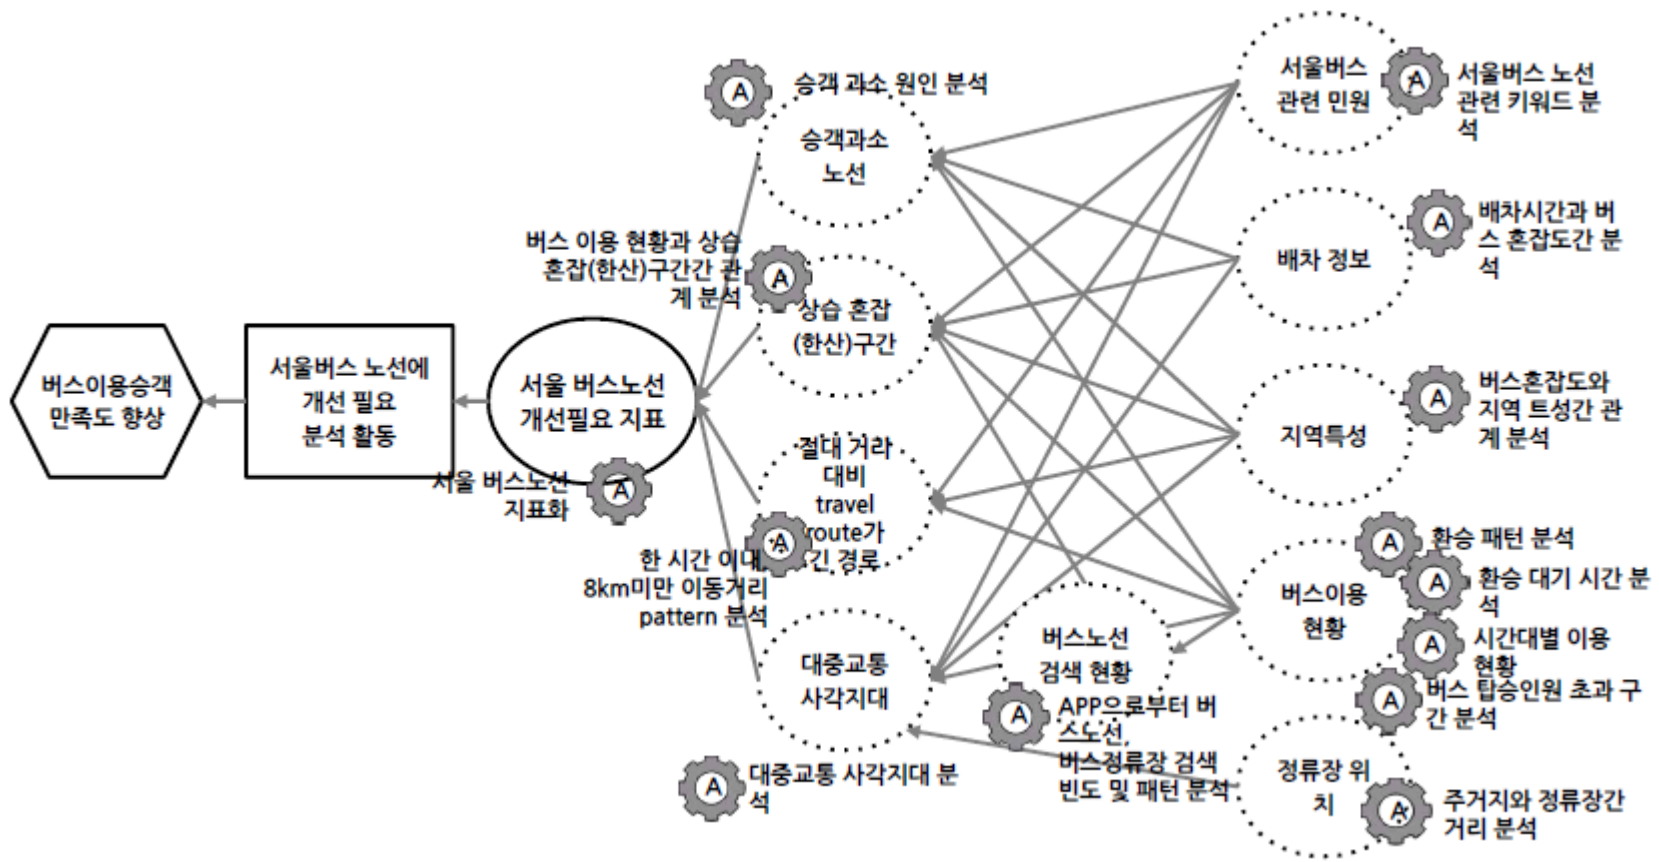 버스이용승객
만족도 향상
서울버스 노선에
개선 필요
분석 활동
서울 버스노선
개선필요 지표
서울 버스노선
지표화
A
A
승객 과소 원인 분석
승객과소
노선
버스 이용 현황과 상습
혼잡(한산)구간간 관
계 분석
A
상습 혼잡
(한산)구간
절대 거라
대비
travel
route가
긴 경로
A
한 시간 이내,
8km미만 이동거리
pattern 분석
대중교통
사각지대
A
대중교통 사각지대 분
석
버스노선
검색 현황
A
APP으로부터 버
스노선,
버스정류장 검색
빈도 및 패턴 분석
서울버스
관련 민원
A
서울버스 노선
관련 키워드 분
석
배차 정보
A
배차시간과 버
스 혼잡도간 분
석
지역특성
A
버스혼잡도와
지역 트성간 관
계 분석
버스이용
현황
A
환승 패턴 분석
A
환승 대기 시간 분
석
A
시간대별 이용
현황
A
버스 탑승인원 초과 구
간 분석
정류장 위
치
A
주거지와 정류장간
거리 분석